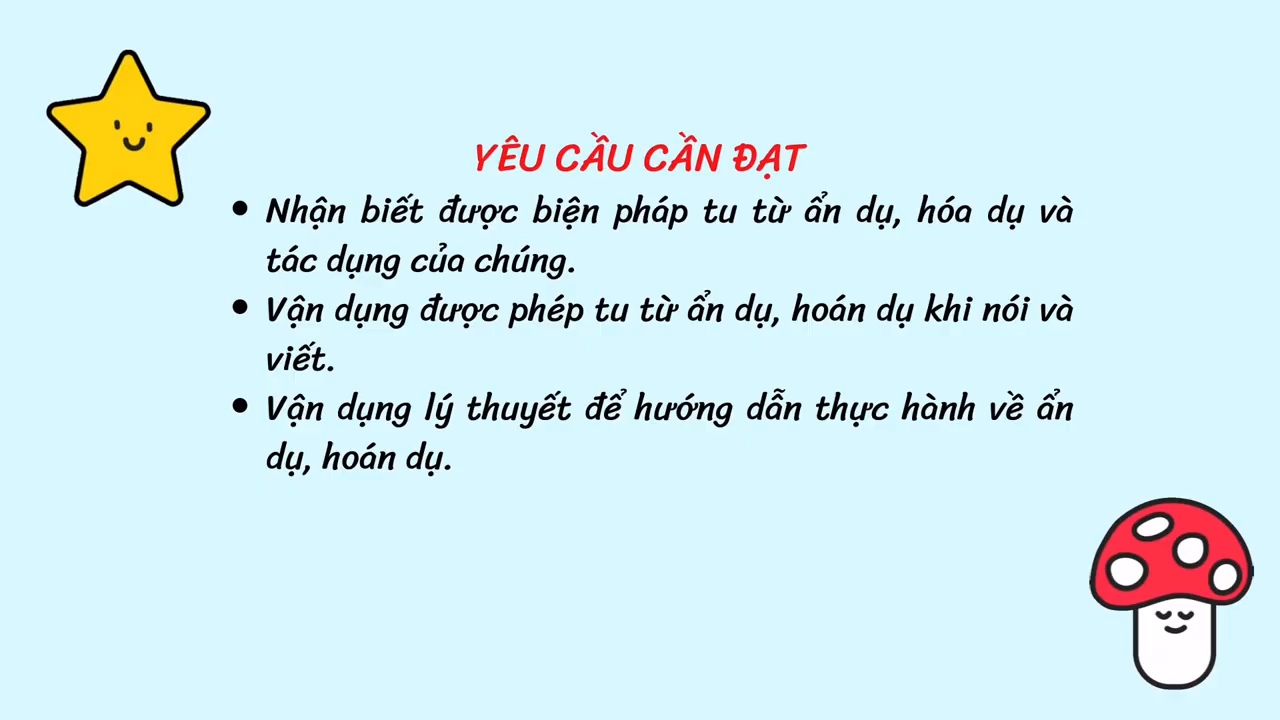 YÊU CẦU CẦN ĐẠT
• Nhận biết được biện pháp tu từ ẩn dụ, hóa dụ và
tác dụng của chúng.
• Vận dụng được phép tu từ ẩn dụ, hoán dụ khi nói và
viết.
• Vận dụng lý thuyết để hướng dẫn thực hành về ẩn
dụ, hoán dụ.